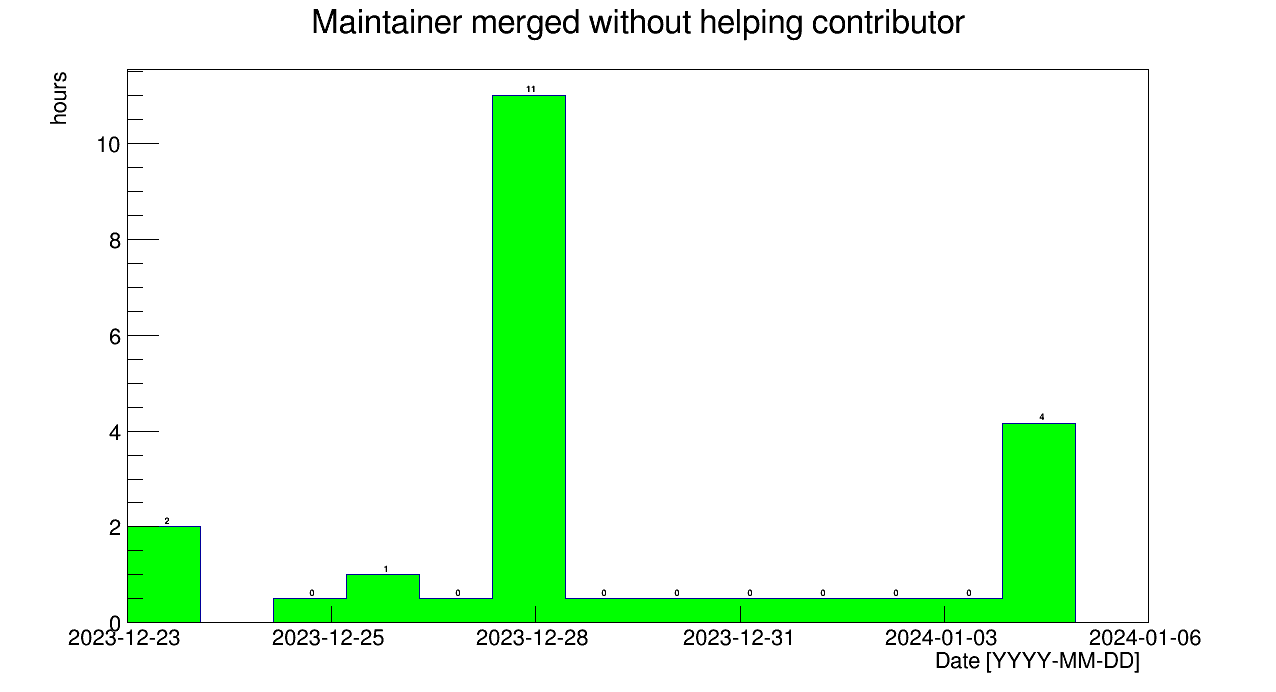 Maintainer merged without helping contributor
hours
11
10
8
6
4
4
2
2
1
0 0 0 0 0 0 0 0
0
2023-12-23 2023-12-25 2023-12-28 2023-12-31 2024-01-03 2024-01-06
Date [YYYY-MM-DD]